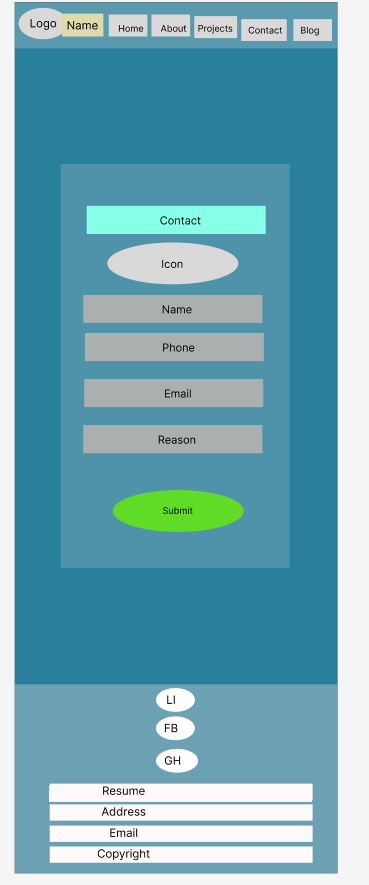 Logo Name Home About Projects Contact Blog
Contact
Icon
Name
Phone
Email
Reason
Submit
LI
FB
GH
Resume
Address
Email
Copyright